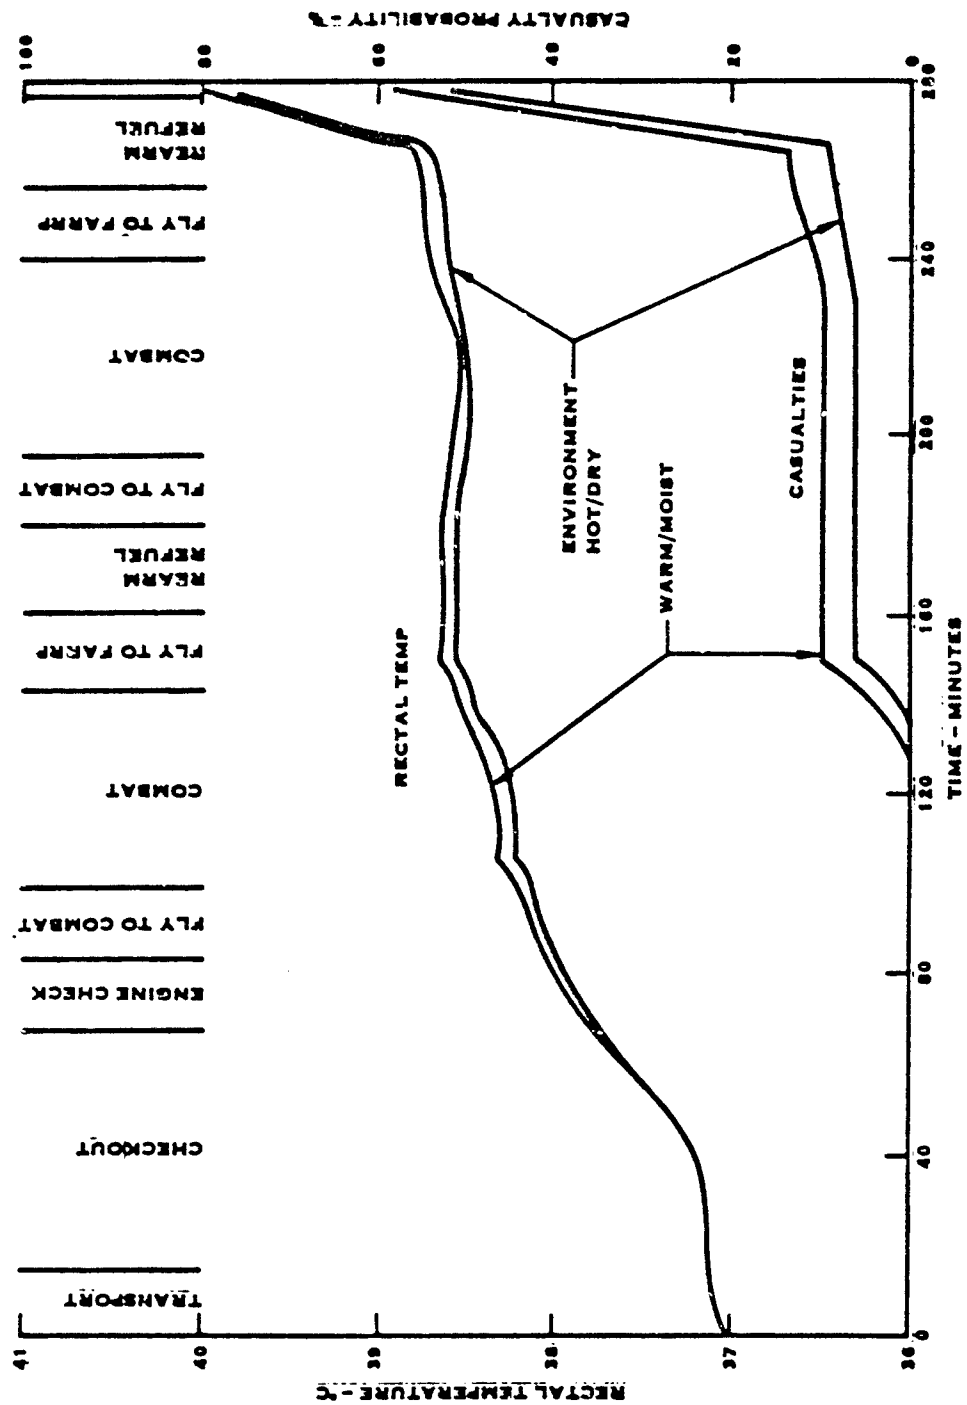 TRANSPORT
CHECKOUT
ENGINE CHECK
FLY TO COMBAT
COMBAT
FLY TO FARRP
REARM
REFUEL
FLY TO COMBAT
COMBAT
FLY TO FARRP
REARM
REFUEL
RECTAL TEMPERATURE - °C
41
40
39
38
37
36
CASUALTY PROBABILITY - %
100
80
60
40
20
0
RECTAL TEMP
ENVIRONMENT
HOT/DRY
WARM/MOIST
CASUALTIES
0
40
80
120
160
200
240
280
TIME - MINUTES